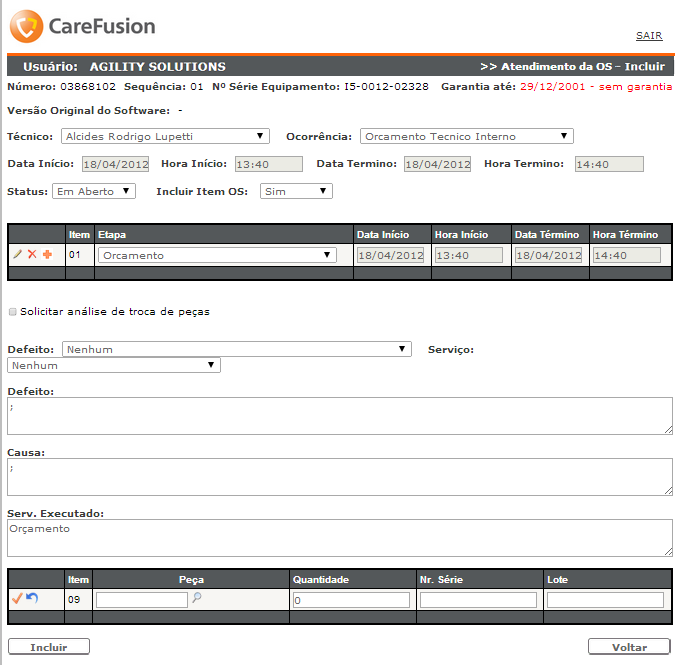 CareFusion
SAIR
Usuário: AGILITY SOLUTIONS >> Atendimento da OS - Incluir
Número: 03868102 Sequência: 01 Nº Série Equipamento: I5-0012-02328 Garantia até: 29/12/2001 - sem garantia
Versão Original do Software: -
Técnico: Alcides Rodrigo Lupetti Ocorrência: Orcamento Tecnico Interno
Data Início: 18/04/2012 Hora Início: 13:40 Data Termino: 18/04/2012 Hora Termino: 14:40
Status: Em Aberto Incluir Item OS: Sim
Item Etapa Data Início Hora Início Data Término Hora Término
01 Orcamento 18/04/2012 13:40 18/04/2012 14:40
Solicitar análise de troca de peças
Defeito: Nenhum Serviço:
Nenhum
Defeito:
;
Causa:
;
Serv. Executado:
Orçamento
Item Peça Quantidade Nr. Série Lote
09 0
Incluir Voltar